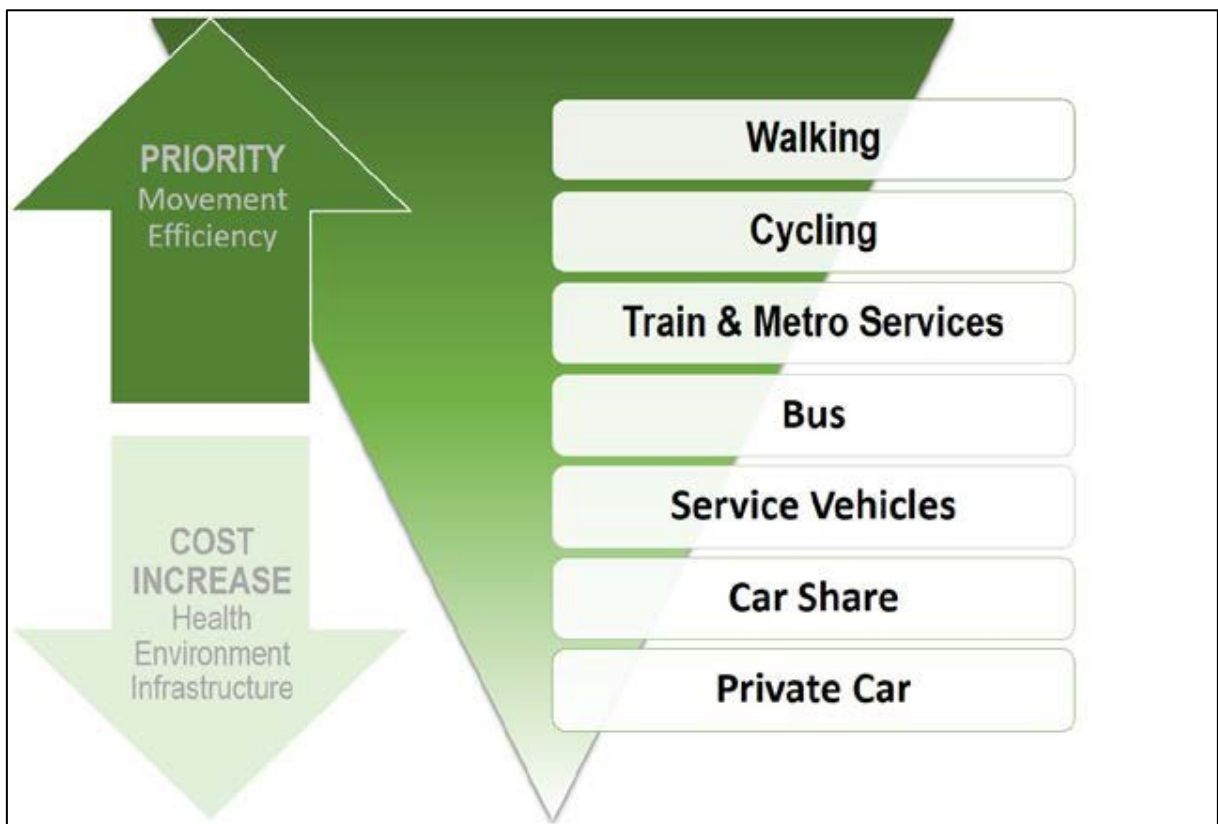 PRIORITY
Movement
Efficiency
COST
INCREASE
Health
Environment
Infrastructure
Walking
Cycling
Train & Metro Services
Bus
Service Vehicles
Car Share
Private Car